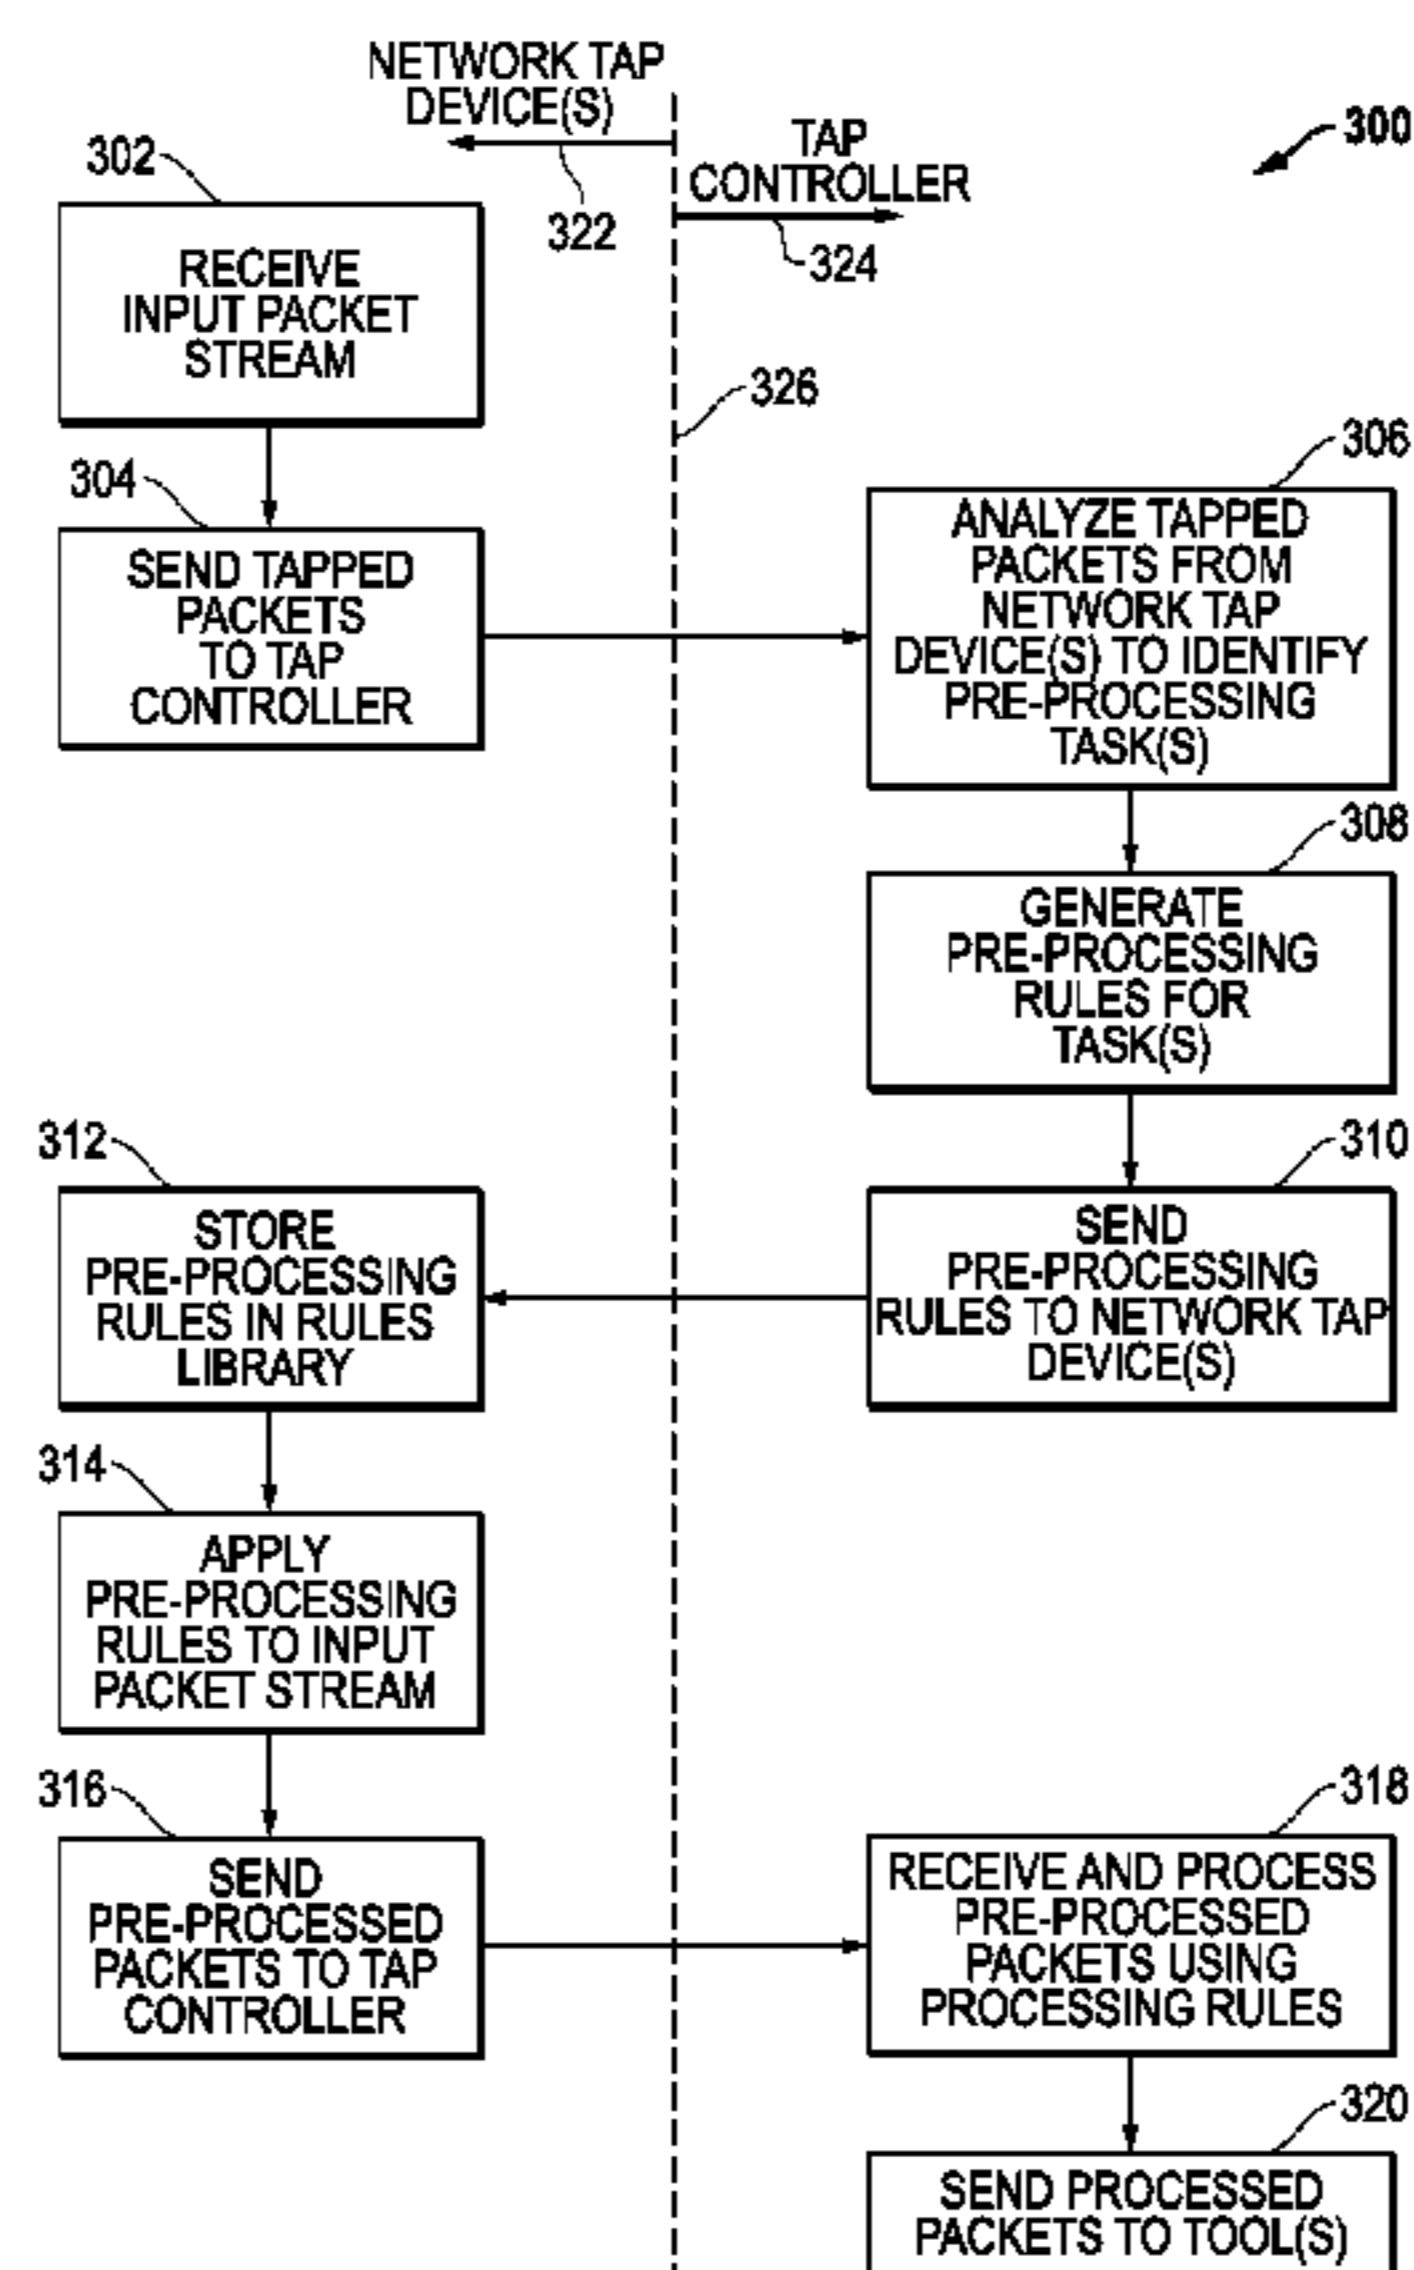 NETWORK TAP
DEVICE(S)
322
TAP
CONTROLLER
324
300
326
302
RECEIVE
INPUT PACKET
STREAM
304
SEND TAPPED
PACKETS
TO TAP
CONTROLLER
306
ANALYZE TAPPED
PACKETS FROM
NETWORK TAP
DEVICE(S) TO IDENTIFY
PRE-PROCESSING
TASK(S)
308
GENERATE
PRE-PROCESSING
RULES FOR
TASK(S)
310
SEND
PRE-PROCESSING
RULES TO NETWORK TAP
DEVICE(S)
312
STORE
PRE-PROCESSING
RULES IN RULES
LIBRARY
314
APPLY
PRE-PROCESSING
RULES TO INPUT
PACKET STREAM
316
SEND
PRE-PROCESSED
PACKETS TO TAP
CONTROLLER
318
RECEIVE AND PROCESS
PRE-PROCESSED
PACKETS USING
PROCESSING RULES
320
SEND PROCESSED
PACKETS TO TOOL(S)